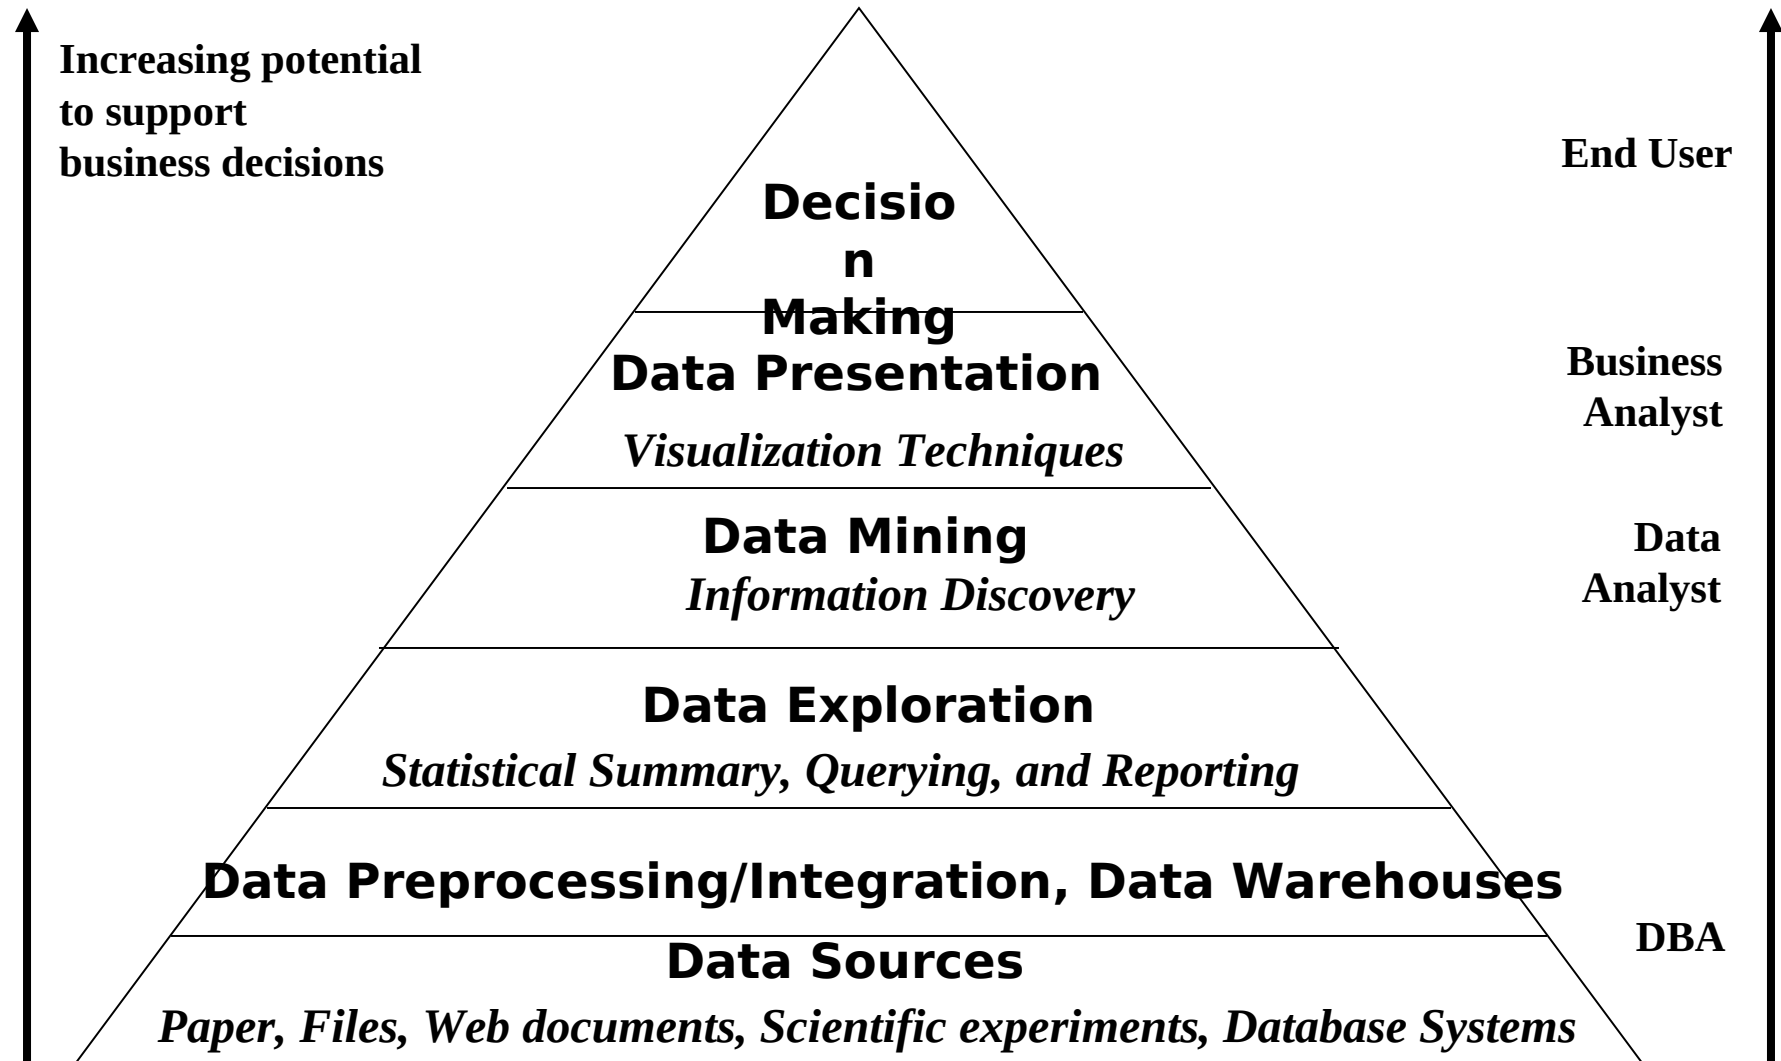 Increasing potential
to support
business decisions
End User
Decisio
n
Making
Data Presentation
Visualization Techniques
Business
Analyst
Data Mining
Information Discovery
Data
Analyst
Data Exploration
Statistical Summary, Querying, and Reporting
Data Preprocessing/Integration, Data Warehouses
DBA
Data Sources
Paper, Files, Web documents, Scientific experiments, Database Systems